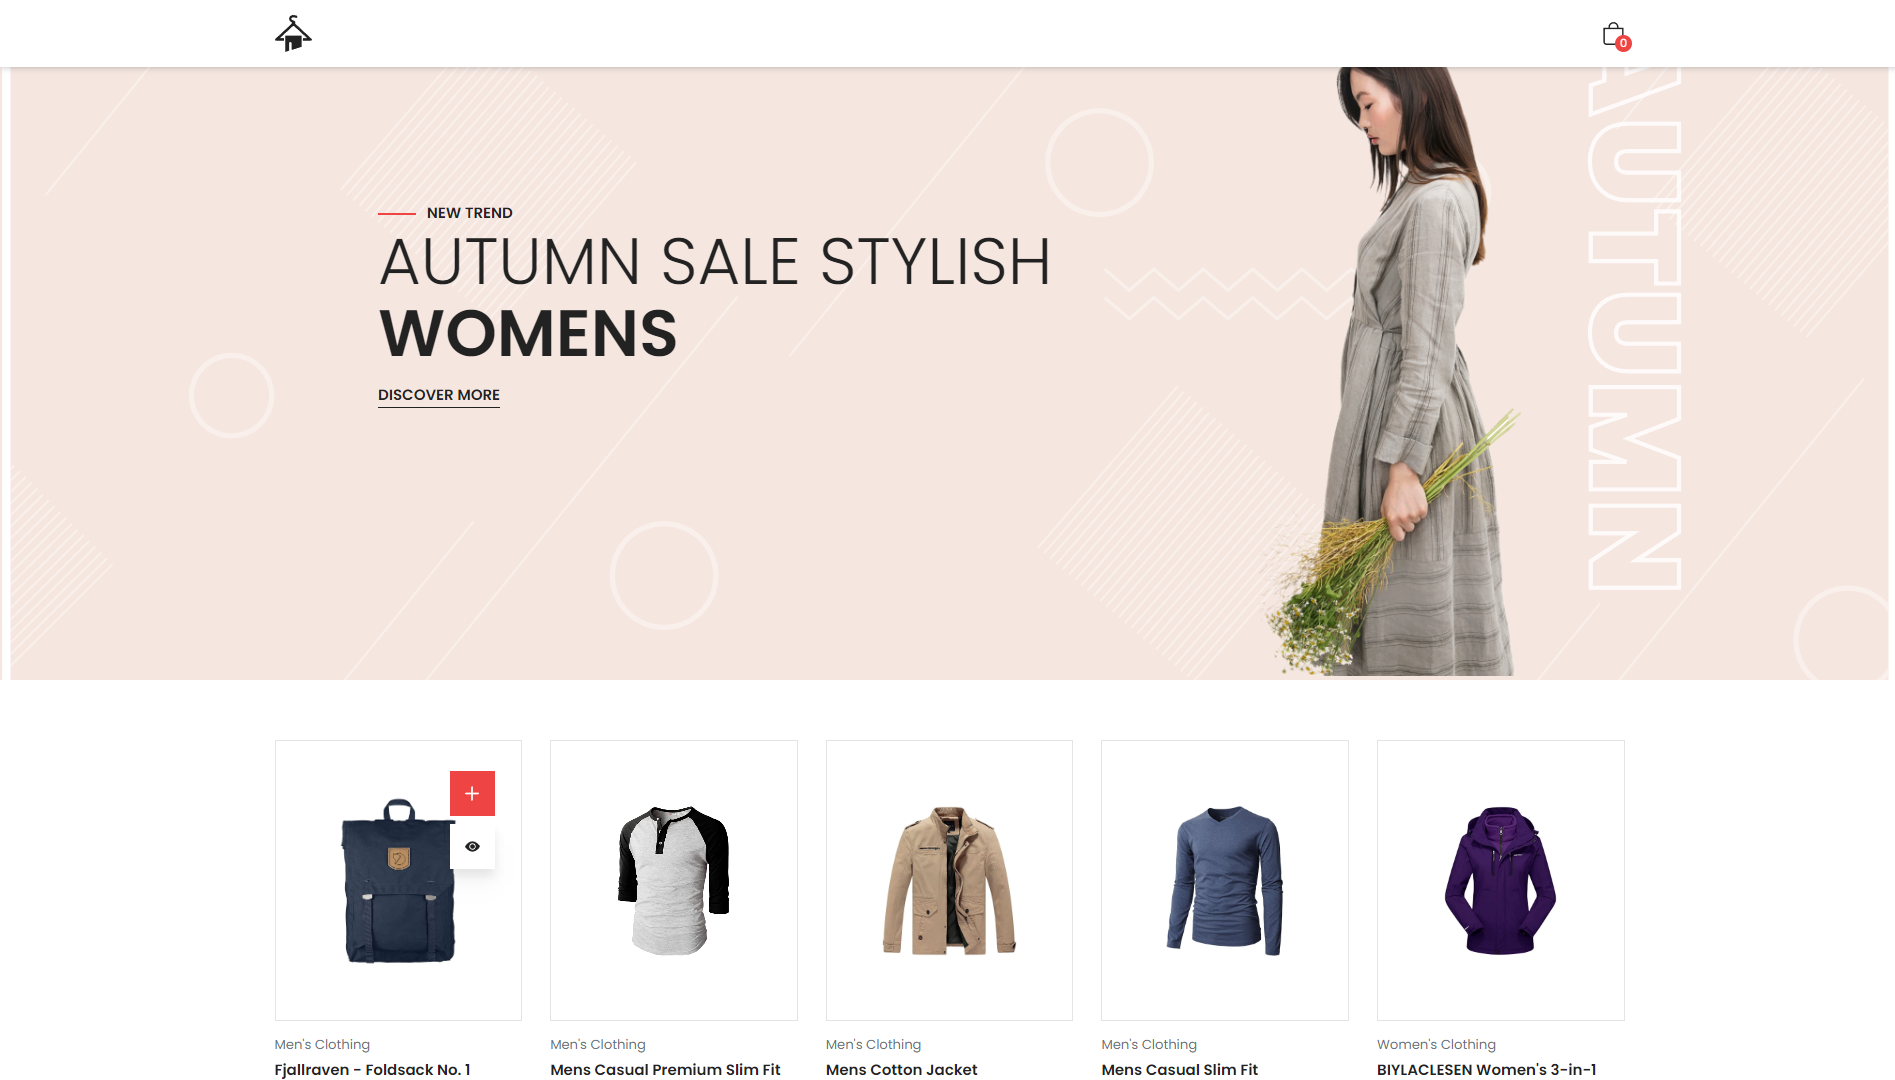 0
NEW TREND
AUTUMN SALE STYLISH
WOMENS
DISCOVER MORE
AUTUMN
Men's Clothing
Fjallraven - Foldsack No. 1
Men's Clothing
Mens Casual Premium Slim Fit
Men's Clothing
Mens Cotton Jacket
Men's Clothing
Mens Casual Slim Fit
Women's Clothing
BIYLACLESEN Women's 3-in-1